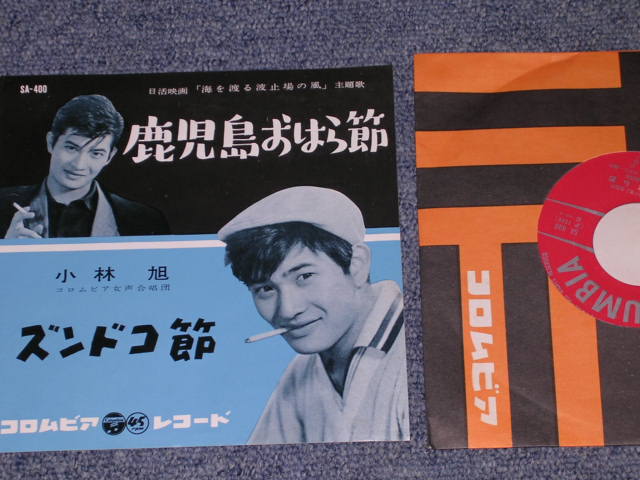 SA-400
日活映画 「海を渡る波止場の風」 主題歌
鹿児島おはら節
小林 旭
コロムビア女声合唱団
ズンドコ節
コロムビア 45 rpm レコード
コロムビア
UMBIA